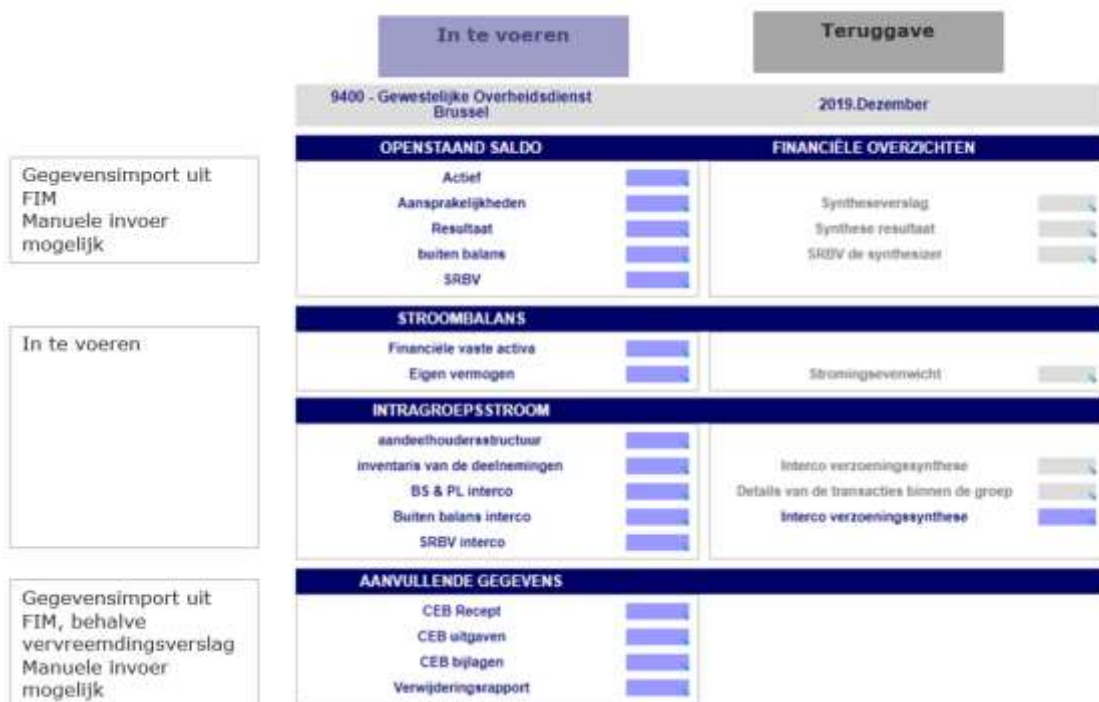 In te voeren
Teruggave
9400 - Gewestelijke Overheidsdienst
Brussel
2019.Dezember
Gegevensimport uit
FIM
Manuele invoer
mogelijk
OPENSTAAND SALDO
Actief
Aansprakelijkheden
Resultaat
buiten balans
SRBV
FINANCIËLE OVERZICHTEN
Syntheseverslag
Synthese resultaat
SRBV de synthesizer
In te voeren
STROOMBALANS
Financiële vaste activa
Eigen vermogen
Stromingsevenwicht
INTRAGROEPSSTROOM
aandeelhoudersstructuur
inventaris van de deelnemingen
BS & PL interco
Buiten balans interco
SRBV interco
Interco verzoeningssynthese
Details van de transacties binnen de groep
Interco verzoeningssynthese
Gegevensimport uit
FIM, behalve
vervreemdingsverslag
Manuele invoer
mogelijk
AANVULLENDE GEGEVENS
CEB Recept
CEB uitgaven
CEB bijlagen
Verwijderingsrapport